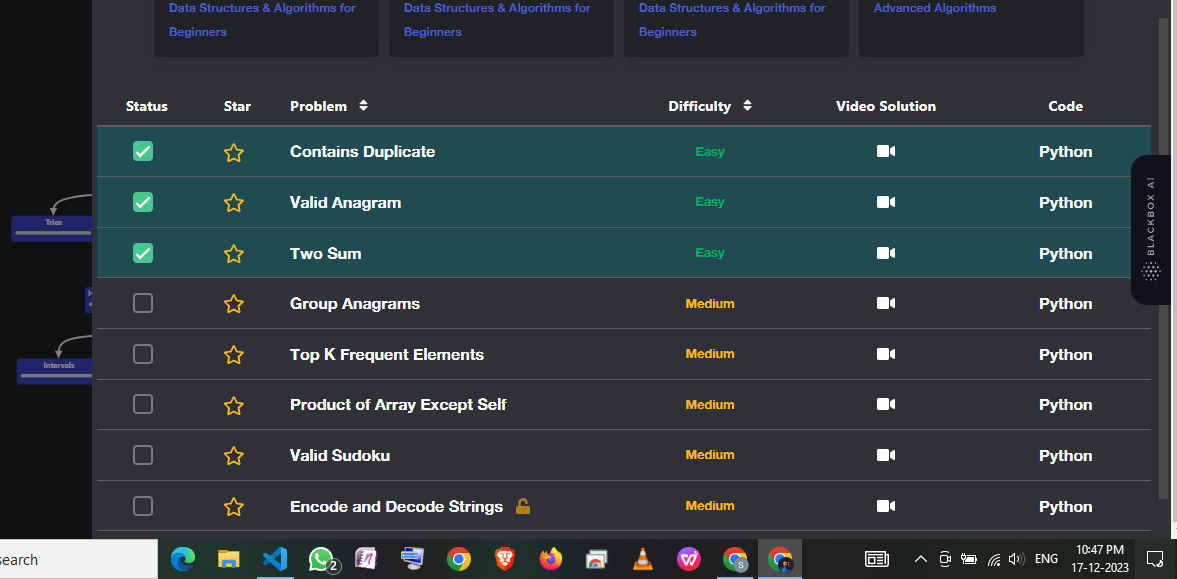 Data Structures & Algorithms for Beginners
Data Structures & Algorithms for Beginners
Data Structures & Algorithms for Beginners
Advanced Algorithms
Status Star Problem Difficulty Video Solution Code
Contains Duplicate Easy Python
Valid Anagram Easy Python
Two Sum Easy Python
Group Anagrams Medium Python
Top K Frequent Elements Medium Python
Product of Array Except Self Medium Python
Valid Sudoku Medium Python
Encode and Decode Strings Medium Python
Tries
Intervals
BLACKBOX AI
search
2
S
ENG
10:47 PM
17-12-2023